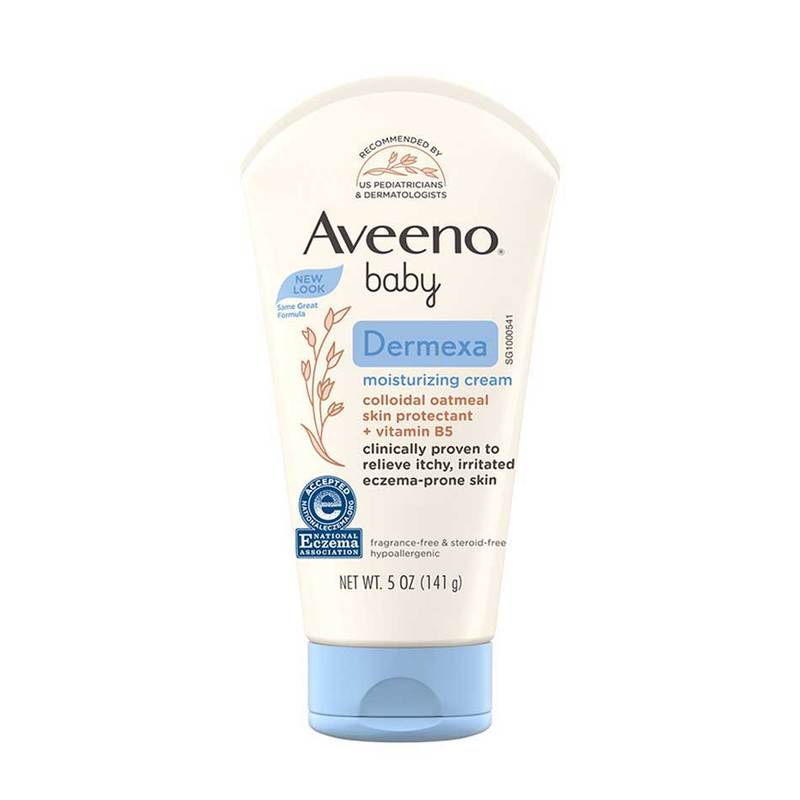 RECOMMENDED BY
US PEDIATRICIANS
& DERMATOLOGISTS
Aveeno®
baby
NEW
LOOK
Same Great
Formula
Dermexa
SG1000541
moisturizing cream
colloidal oatmeal
skin protectant
+ vitamin B5
clinically proven to
relieve itchy, irritated
eczema-prone skin
ACCEPTED
NATIONALECZEMA.ORG
e
NATIONAL
Eczema
ASSOCIATION
fragrance-free & steroid-free
hypoallergenic
NET WT. 5 OZ (141 g)